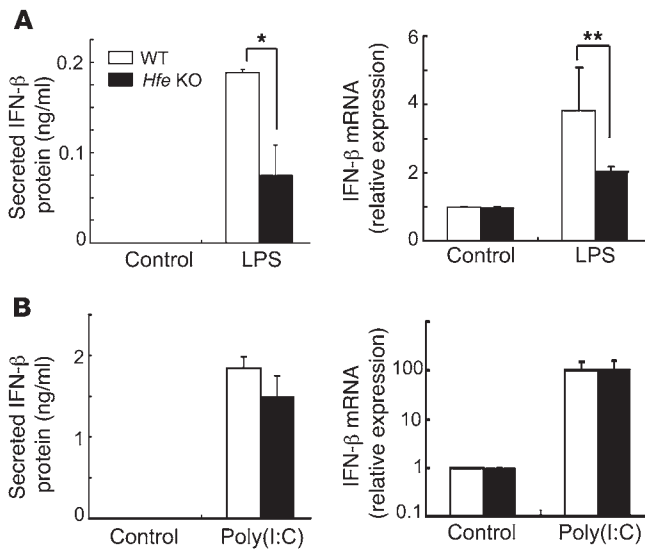 A
Secreted IFN-β
protein (ng/ml)
0.2
0.1
0
WT
Hfe KO
*
Control
LPS
IFN-β mRNA
(relative expression)
6
4
2
0
**
Control
LPS
B
Secreted IFN-β
protein (ng/ml)
2
1
0
Control
Poly(I:C)
IFN-β mRNA
(relative expression)
100
10
1
0.1
Control
Poly(I:C)